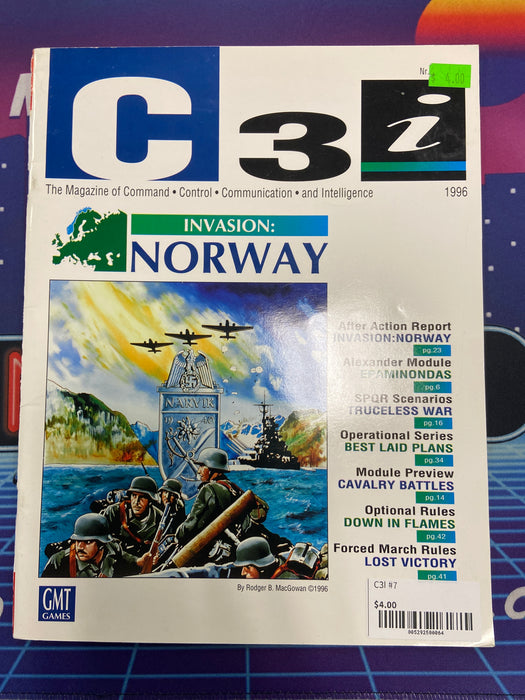 Nr.
$ 4.00
C3i
The Magazine of Command • Control • Communication • and Intelligence
1996
INVASION:
NORWAY
After Action Report
INVASION:NORWAY
pg.23
Alexander Module
EPAMINONDAS
pg.6
SPQR Scenarios
TRUCELESS WAR
pg.16
Operational Series
BEST LAID PLANS
pg.34
Module Preview
CAVALRY BATTLES
pg.14
Optional Rules
DOWN IN FLAMES
pg.42
Forced March Rules
LOST VICTORY
pg.41
NARVIK
19 40
GMT
GAMES
By Rodger B. MacGowan ©1996
C3I #7
$4.00
005292500064